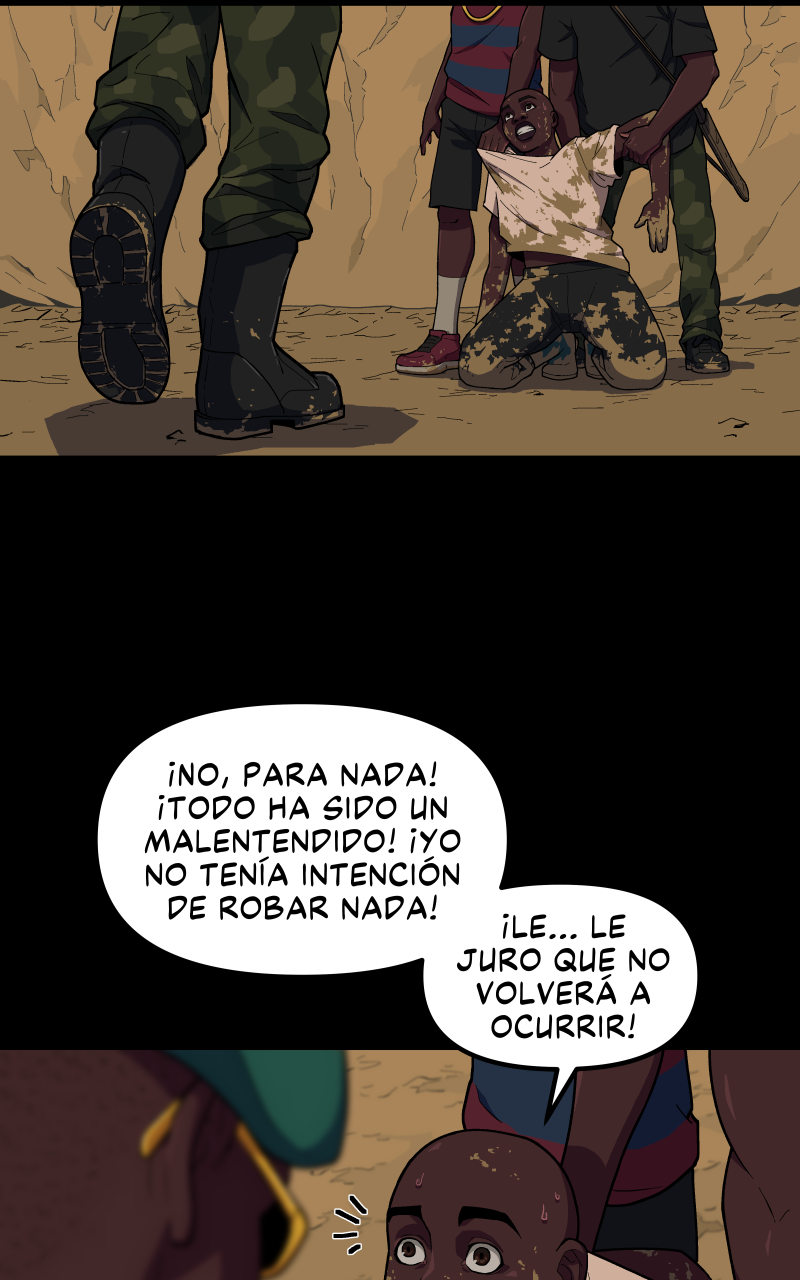 ¡NO, PARA NADA!
¡TODO HA SIDO UN
MALENTENDIDO! ¡YO
NO TENÍA INTENCIÓN
DE ROBAR NADA!
¡LE... LE
JURO QUE NO
VOLVERÁ A
OCURRIR!